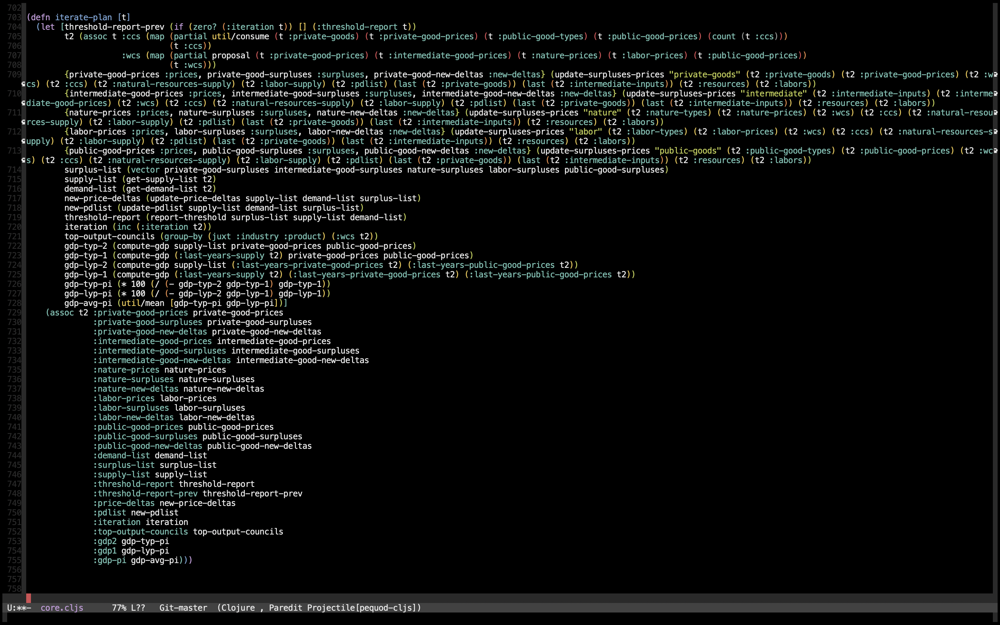 702
703 (defn iterate-plan [t]
704   (let [threshold-report-prev (if (zero? (:iteration t)) [] (:threshold-report t))
705         t2 (assoc t :ccs (map (partial util/consume (t :private-goods) (t :private-good-prices) (t :public-good-types) (t :public-good-prices) (count (t :ccs)))
706                               (t :ccs))
707                     :wcs (map (partial proposal (t :private-good-prices) (t :intermediate-good-prices) (t :nature-prices) (t :labor-prices) (t :public-good-prices))
708                               (t :wcs)))
709         {private-good-prices :prices, private-good-surpluses :surpluses, private-good-new-deltas :new-deltas} (update-surpluses-prices "private-goods" (t2 :private-goods) (t2 :private-good-prices) (t2 :w
cs) (t2 :ccs) (t2 :natural-resources-supply) (t2 :labor-supply) (t2 :pdlist) (last (t2 :private-goods)) (last (t2 :intermediate-inputs)) (t2 :resources) (t2 :labors))
710         {intermediate-good-prices :prices, intermediate-good-surpluses :surpluses, intermediate-good-new-deltas :new-deltas} (update-surpluses-prices "intermediate" (t2 :intermediate-inputs) (t2 :interme
diate-good-prices) (t2 :wcs) (t2 :ccs) (t2 :natural-resources-supply) (t2 :labor-supply) (t2 :pdlist) (last (t2 :private-goods)) (last (t2 :intermediate-inputs)) (t2 :resources) (t2 :labors))
711         {nature-prices :prices, nature-surpluses :surpluses, nature-new-deltas :new-deltas} (update-surpluses-prices "nature" (t2 :nature-types) (t2 :nature-prices) (t2 :wcs) (t2 :ccs) (t2 :natural-resou
rces-supply) (t2 :labor-supply) (t2 :pdlist) (last (t2 :private-goods)) (last (t2 :intermediate-inputs)) (t2 :resources) (t2 :labors))
712         {labor-prices :prices, labor-surpluses :surpluses, labor-new-deltas :new-deltas} (update-surpluses-prices "labor" (t2 :labor-types) (t2 :labor-prices) (t2 :wcs) (t2 :ccs) (t2 :natural-resources-s
upply) (t2 :labor-supply) (t2 :pdlist) (last (t2 :private-goods)) (last (t2 :intermediate-inputs)) (t2 :resources) (t2 :labors))
713         {public-good-prices :prices, public-good-surpluses :surpluses, public-good-new-deltas :new-deltas} (update-surpluses-prices "public-goods" (t2 :public-good-types) (t2 :public-good-prices) (t2 :wc
s) (t2 :ccs) (t2 :natural-resources-supply) (t2 :labor-supply) (t2 :pdlist) (last (t2 :private-goods)) (last (t2 :intermediate-inputs)) (t2 :resources) (t2 :labors))
714         surplus-list (vector private-good-surpluses intermediate-good-surpluses nature-surpluses labor-surpluses public-good-surpluses)
715         supply-list (get-supply-list t2)
716         demand-list (get-demand-list t2)
717         new-price-deltas (update-price-deltas supply-list demand-list surplus-list)
718         new-pdlist (update-pdlist supply-list demand-list surplus-list)
719         threshold-report (report-threshold surplus-list supply-list demand-list)
720         iteration (inc (:iteration t2))
721         top-output-councils (group-by (juxt :industry :product) (:wcs t2))
722         gdp-typ-2 (compute-gdp supply-list private-good-prices public-good-prices)
723         gdp-typ-1 (compute-gdp (:last-years-supply t2) private-good-prices public-good-prices)
724         gdp-lyp-2 (compute-gdp supply-list (:last-years-private-good-prices t2) (:last-years-public-good-prices t2))
725         gdp-lyp-1 (compute-gdp (:last-years-supply t2) (:last-years-private-good-prices t2) (:last-years-public-good-prices t2))
726         gdp-typ-pi (* 100 (/ (- gdp-typ-2 gdp-typ-1) gdp-typ-1))
727         gdp-lyp-pi (* 100 (/ (- gdp-lyp-2 gdp-lyp-1) gdp-lyp-1))
728         gdp-avg-pi (util/mean [gdp-typ-pi gdp-lyp-pi])]
729     (assoc t2 :private-good-prices private-good-prices
730               :private-good-surpluses private-good-surpluses
731               :private-good-new-deltas private-good-new-deltas
732               :intermediate-good-prices intermediate-good-prices
733               :intermediate-good-surpluses intermediate-good-surpluses
734               :intermediate-good-new-deltas intermediate-good-new-deltas
735               :nature-prices nature-prices
736               :nature-surpluses nature-surpluses
737               :nature-new-deltas nature-new-deltas
738               :labor-prices labor-prices
739               :labor-surpluses labor-surpluses
740               :labor-new-deltas labor-new-deltas
741               :public-good-prices public-good-prices
742               :public-good-surpluses public-good-surpluses
743               :public-good-new-deltas public-good-new-deltas
744               :demand-list demand-list
745               :surplus-list surplus-list
746               :supply-list supply-list
747               :threshold-report threshold-report
748               :threshold-report-prev threshold-report-prev
749               :price-deltas new-price-deltas
750               :pdlist new-pdlist
751               :iteration iteration
752               :top-output-councils top-output-councils
753               :gdp2 gdp-typ-pi
754               :gdp1 gdp-lyp-pi
755               :gdp-pi gdp-avg-pi)))
756
757
758
U:**-  core.cljs      77% L??   Git-master  (Clojure , Paredit Projectile[pequod-cljs])